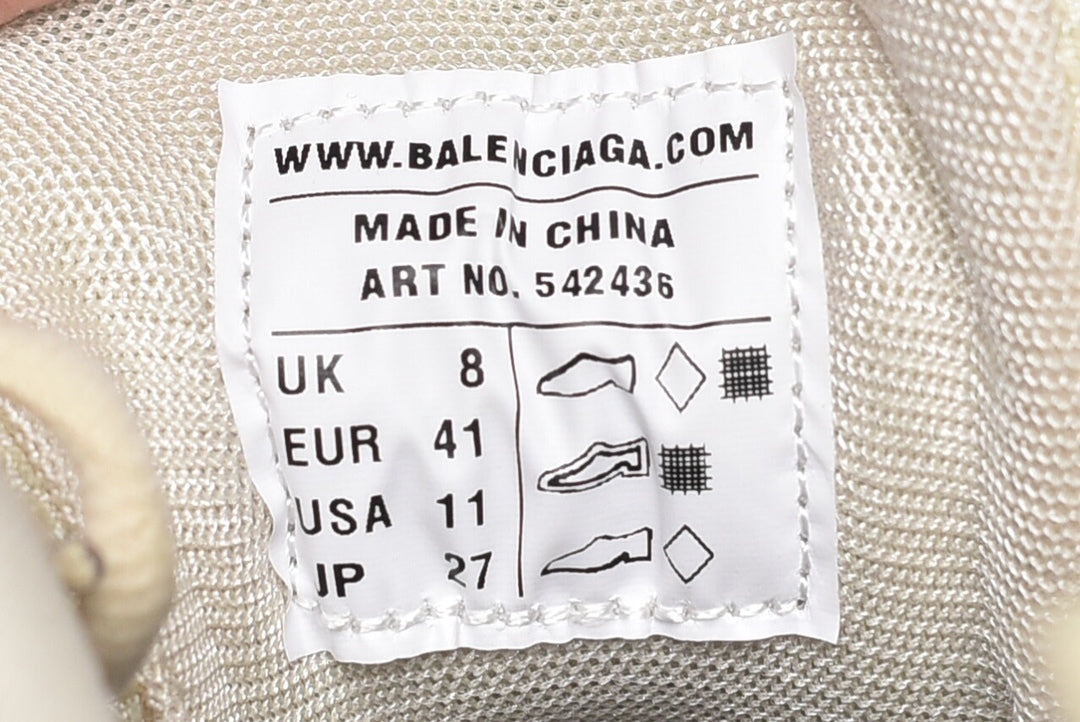 WWW.BALENCIAGA.COM
MADE IN CHINA
ART NO. 542436
UK 8
EUR 41
USA 11
JP 27